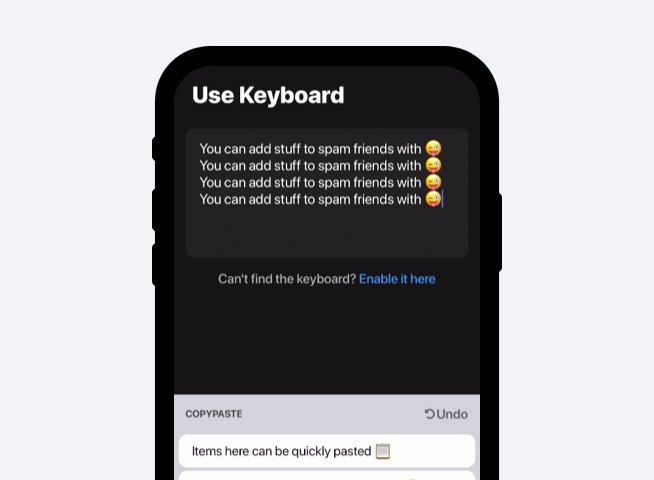 Use Keyboard
You can add stuff to spam friends with 😜
You can add stuff to spam friends with 😜
You can add stuff to spam friends with 😜
You can add stuff to spam friends with 😜
Can't find the keyboard? Enable it here
COPYPASTE Undo
Items here can be quickly pasted 📋